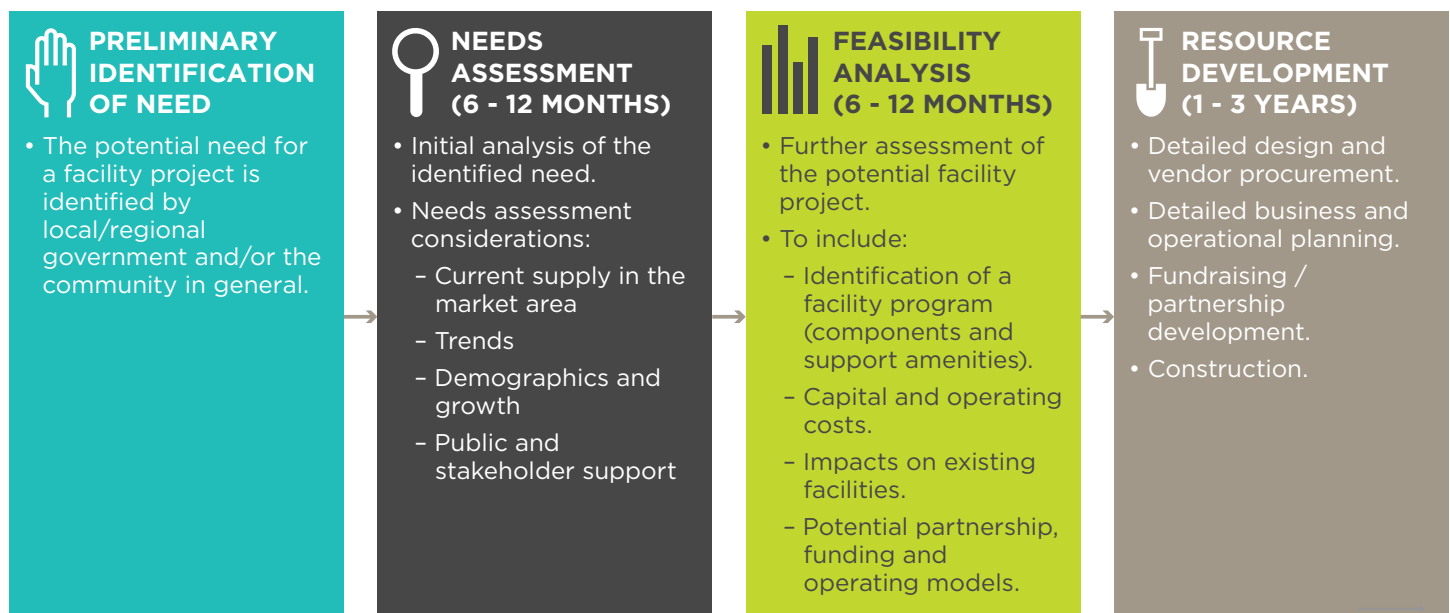 PRELIMINARY
IDENTIFICATION
OF NEED
• The potential need for
a facility project is
identified by
local/regional
government and/or the
community in general.
NEEDS
ASSESSMENT
(6 - 12 MONTHS)
• Initial analysis of the
identified need.
• Needs assessment
considerations:
– Current supply in the
market area
– Trends
– Demographics and
growth
– Public and
stakeholder support
FEASIBILITY
ANALYSIS
(6 - 12 MONTHS)
• Further assessment of
the potential facility
project.
• To include:
– Identification of a
facility program
(components and
support amenities).
– Capital and operating
costs.
– Impacts on existing
facilities.
– Potential partnership,
funding and
operating models.
RESOURCE
DEVELOPMENT
(1 - 3 YEARS)
• Detailed design and
vendor procurement.
• Detailed business and
operational planning.
• Fundraising /
partnership
development.
• Construction.